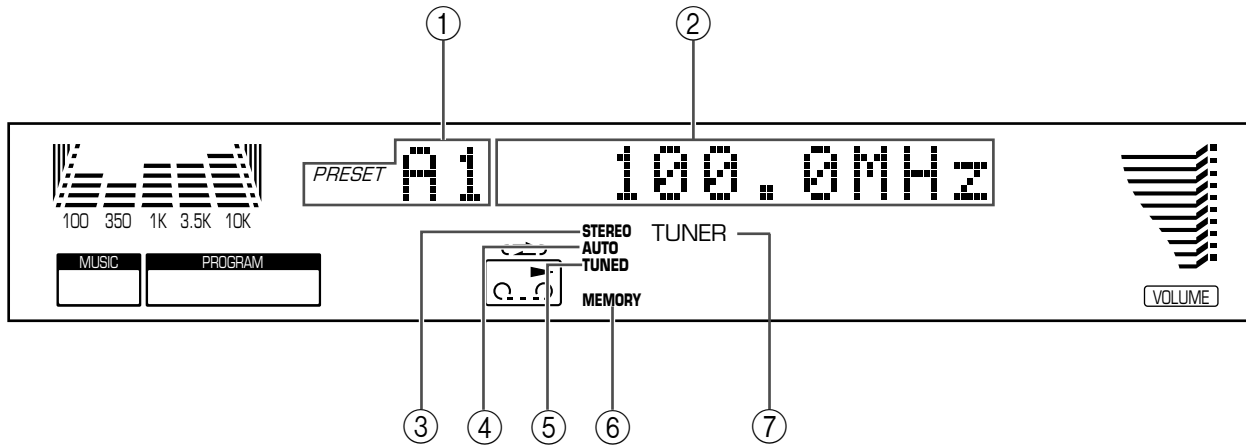 ① ②
PRESET A1 100.0MHz
100 350 1K 3.5K 10K
STEREO TUNER
AUTO
TUNED
MUSIC PROGRAM
MEMORY
VOLUME
③ ④ ⑤ ⑥ ⑦